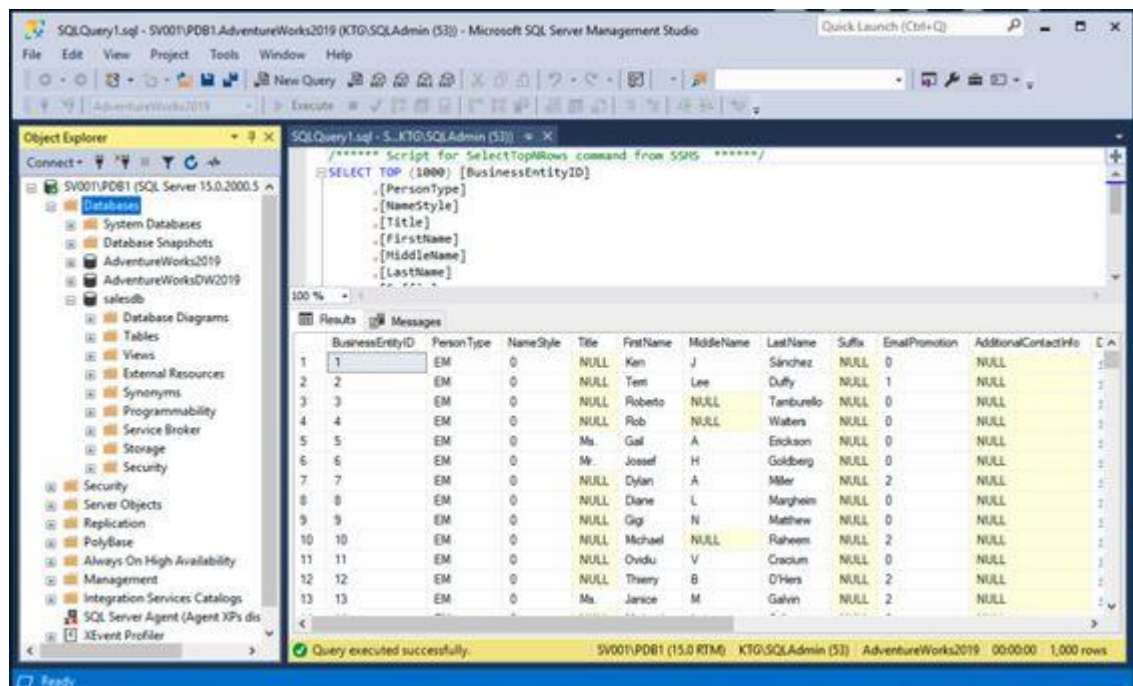 SQLQuery1.sql - SV001\PDB1.AdventureWorks2019 (KTG\SQLAdmin (53)) - Microsoft SQL Server Management Studio
Quick Launch (Ctrl+Q)
File Edit View Project Tools Window Help
New Query
AdventureWorks2019 Execute
Object Explorer
Connect
SV001\PDB1 (SQL Server 15.0.2000.5
Databases
System Databases
Database Snapshots
AdventureWorks2019
AdventureWorksDW2019
salesdb
Database Diagrams
Tables
Views
External Resources
Synonyms
Programmability
Service Broker
Storage
Security
Security
Server Objects
Replication
PolyBase
Always On High Availability
Management
Integration Services Catalogs
SQL Server Agent (Agent XPs dis
XEvent Profiler
SQLQuery1.sql - S...KTG\SQLAdmin (53))
/****** Script for SelectTopNRows command from SSMS ******/
SELECT TOP (1000) [BusinessEntityID]
,[PersonType]
,[NameStyle]
,[Title]
,[FirstName]
,[MiddleName]
,[LastName]
100 %
Results Messages
BusinessEntityID PersonType NameStyle Title FirstName MiddleName LastName Suffix EmailPromotion AdditionalContactInfo
1 1 EM 0 NULL Ken J Sánchez NULL 0 NULL
2 2 EM 0 NULL Terri Lee Duffy NULL 1 NULL
3 3 EM 0 NULL Roberto NULL Tamburello NULL 0 NULL
4 4 EM 0 NULL Rob NULL Walters NULL 0 NULL
5 5 EM 0 Ms. Gail A Erickson NULL 0 NULL
6 6 EM 0 Mr. Jossef H Goldberg NULL 0 NULL
7 7 EM 0 NULL Dylan A Miller NULL 2 NULL
8 8 EM 0 NULL Diane L Margheim NULL 0 NULL
9 9 EM 0 NULL Gigi N Matthew NULL 0 NULL
10 10 EM 0 NULL Michael NULL Raheem NULL 2 NULL
11 11 EM 0 NULL Ovidiu V Cracium NULL 0 NULL
12 12 EM 0 NULL Thierry B D'Hers NULL 2 NULL
13 13 EM 0 Ms. Janice M Galvin NULL 2 NULL
Query executed successfully. SV001\PDB1 (15.0 RTM) KTG\SQLAdmin (53) AdventureWorks2019 00:00:00 1,000 rows
Ready